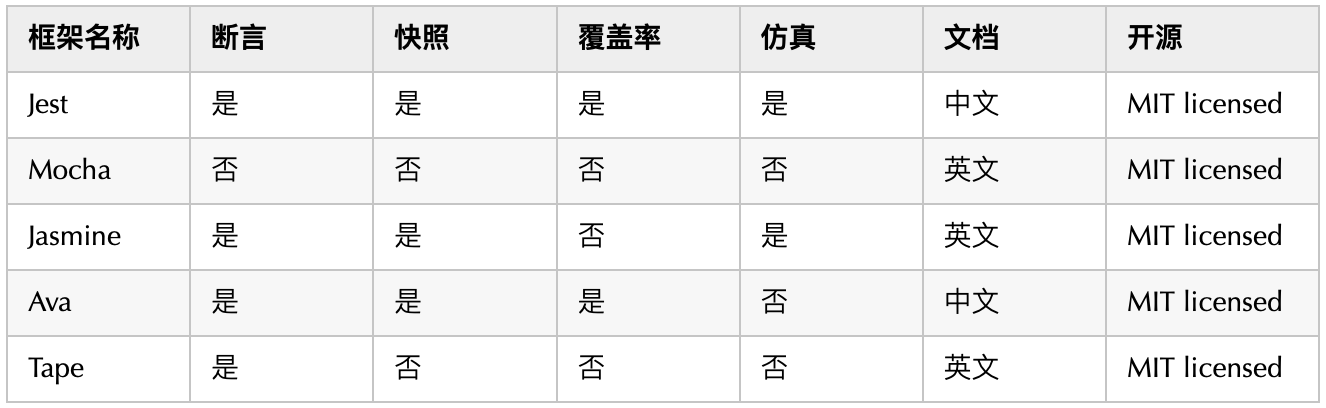 框架名称 断言 快照 覆盖率 仿真 文档 开源
Jest 是 是 是 是 中文 MIT licensed
Mocha 否 否 否 否 英文 MIT licensed
Jasmine 是 是 否 是 英文 MIT licensed
Ava 是 是 是 否 中文 MIT licensed
Tape 是 否 否 否 英文 MIT licensed